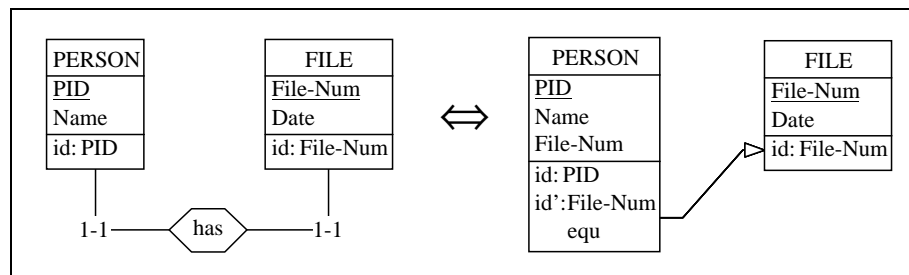 PERSON
PID
Name
id: PID
FILE
File-Num
Date
id: File-Num
1-1
has
1-1
⇔
PERSON
PID
Name
File-Num
id: PID
id’:File-Num
equ
FILE
File-Num
Date
id: File-Num